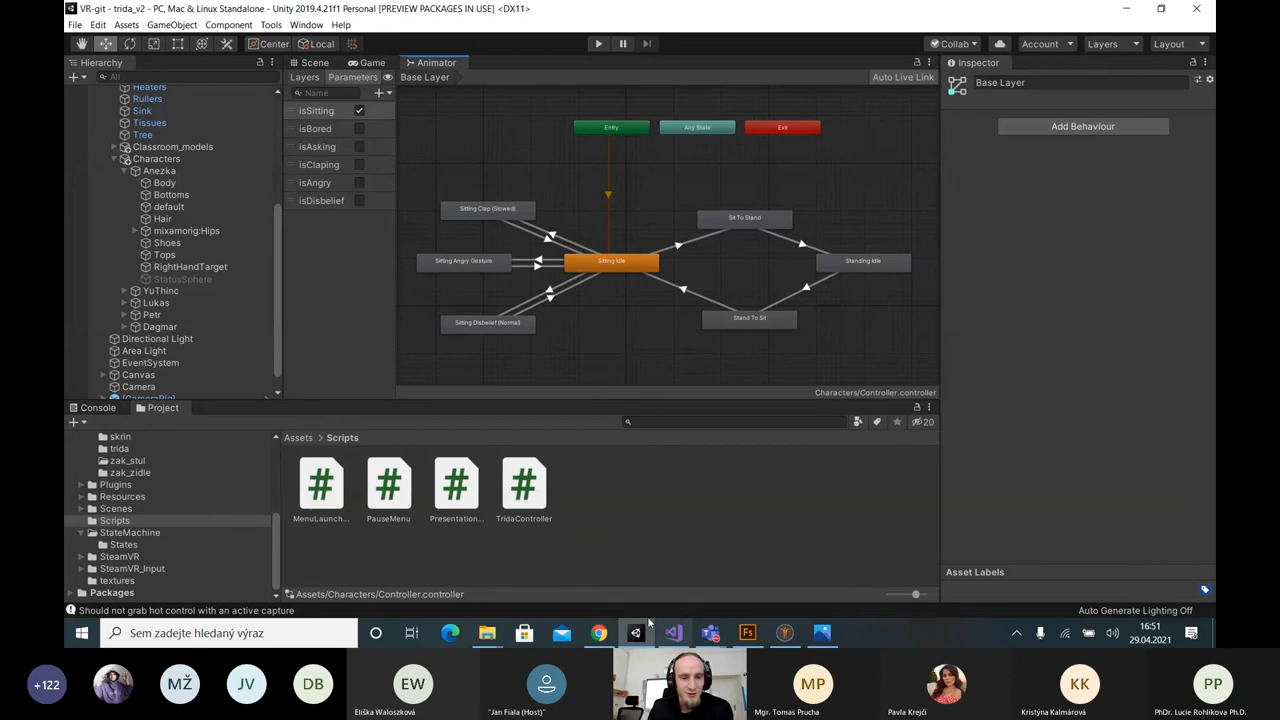 VR-git - trida_v2 - PC, Mac & Linux Standalone - Unity 2019.4.21f1 Personal [PREVIEW PACKAGES IN USE] <DX11>
File Edit Assets GameObject Component Tools Window Help
Center Local Collab Account Layers Layout
Hierarchy
All
Heaters
Rullers
Sink
Tissues
Tree
Classroom_models
Characters
Anezka
Body
Bottoms
default
Hair
mixamorig:Hips
Shoes
Tops
RightHandTarget
StatusSphere
YuThinc
Lukas
Petr
Dagmar
Directional Light
Area Light
EventSystem
Canvas
Camera
[CameraRig]
Scene Game Animator
Layers Parameters Base Layer Auto Live Link
Name
isSitting
isBored
isAsking
isClaping
isAngry
isDisbelief
Entry Any State Exit
Sitting Clap (Slowed)
Sit To Stand
Sitting Angry Gesture
Sitting Idle
Standing Idle
Sitting Disbelief (Normal)
Stand To Sit
Characters/Controller.controller
Inspector
Base Layer
Add Behaviour
Asset Labels
Console Project
20
skrin
trida
zak_stul
zak_zidle
Plugins
Resources
Scenes
Scripts
StateMachine
States
SteamVR
SteamVR_Input
textures
Packages
Assets > Scripts
MenuLaunch...
PauseMenu
Presentation...
TridaController
Assets/Characters/Controller.controller
Should not grab hot control with an active capture
Auto Generate Lighting Off
Sem zadejte hledaný výraz
16:51
29.04.2021
+122
MŽ
JV
DB
EW
Eliška Waloszková
"Jan Fiala (Host)"
MP
Mgr. Tomas Prucha
Pavla Krejčí
KK
Kristýna Kalmárová
PP
PhDr. Lucie Rohlíkova Ph.D.